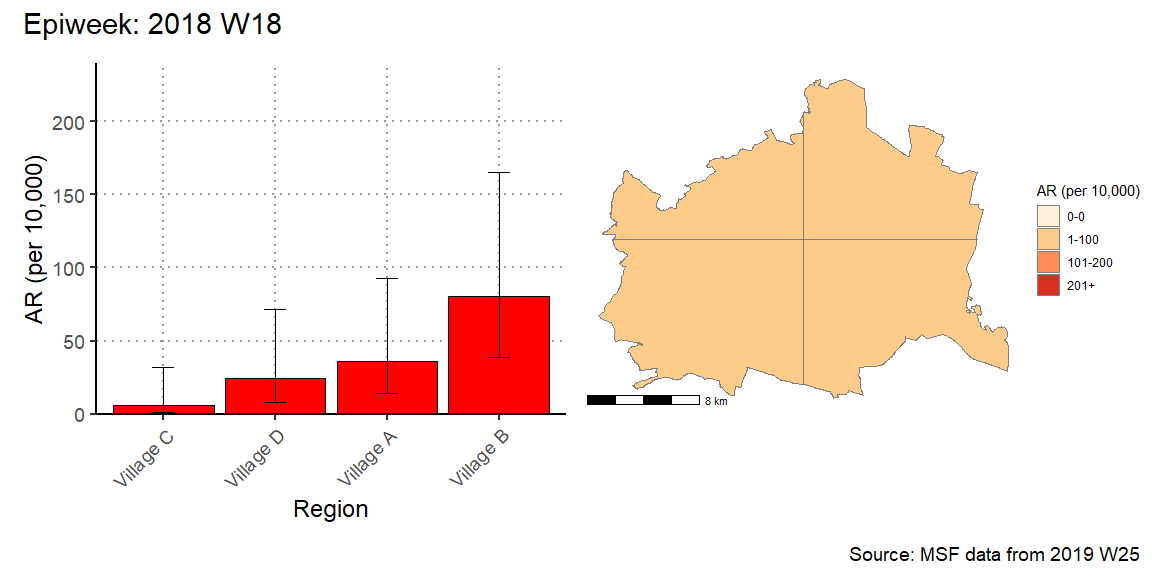 Epiweek: 2018 W18
AR (per 10,000)
200
150
100
50
0
Village C
Village D
Village A
Village B
Region
8 km
AR (per 10,000)
0-0
1-100
101-200
201+
Source: MSF data from 2019 W25